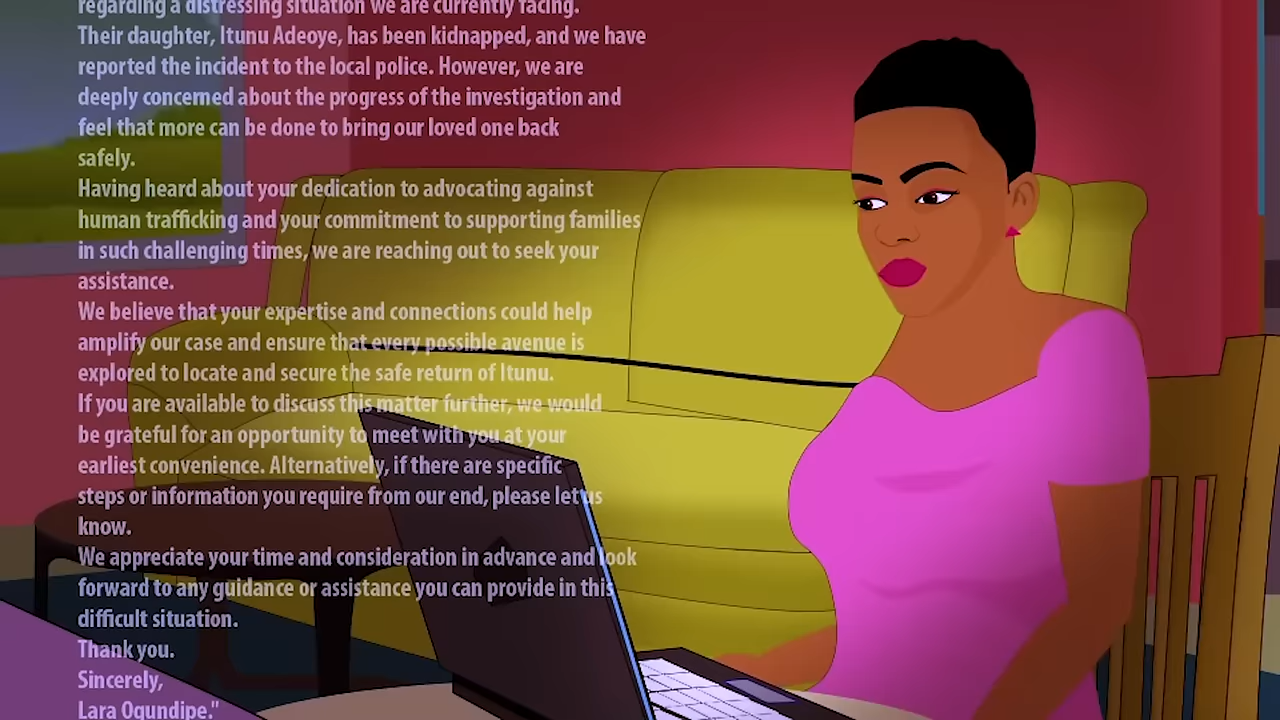 regarding a distressing situation we are currently facing.
Their daughter, Itunu Adeoye, has been kidnapped, and we have
reported the incident to the local police. However, we are
deeply concerned about the progress of the investigation and
feel that more can be done to bring our loved one back
safely.
Having heard about your dedication to advocating against
human trafficking and your commitment to supporting families
in such challenging times, we are reaching out to seek your
assistance.
We believe that your expertise and connections could help
amplify our case and ensure that every possible avenue is
explored to locate and secure the safe return of Itunu.
If you are available to discuss this matter further, we would
be grateful for an opportunity to meet with you at your
earliest convenience. Alternatively, if there are specific
steps or information you require from our end, please let us
know.
We appreciate your time and consideration in advance and look
forward to any guidance or assistance you can provide in this
difficult situation.
Thank you.
Sincerely,
Lara Ogundipe."